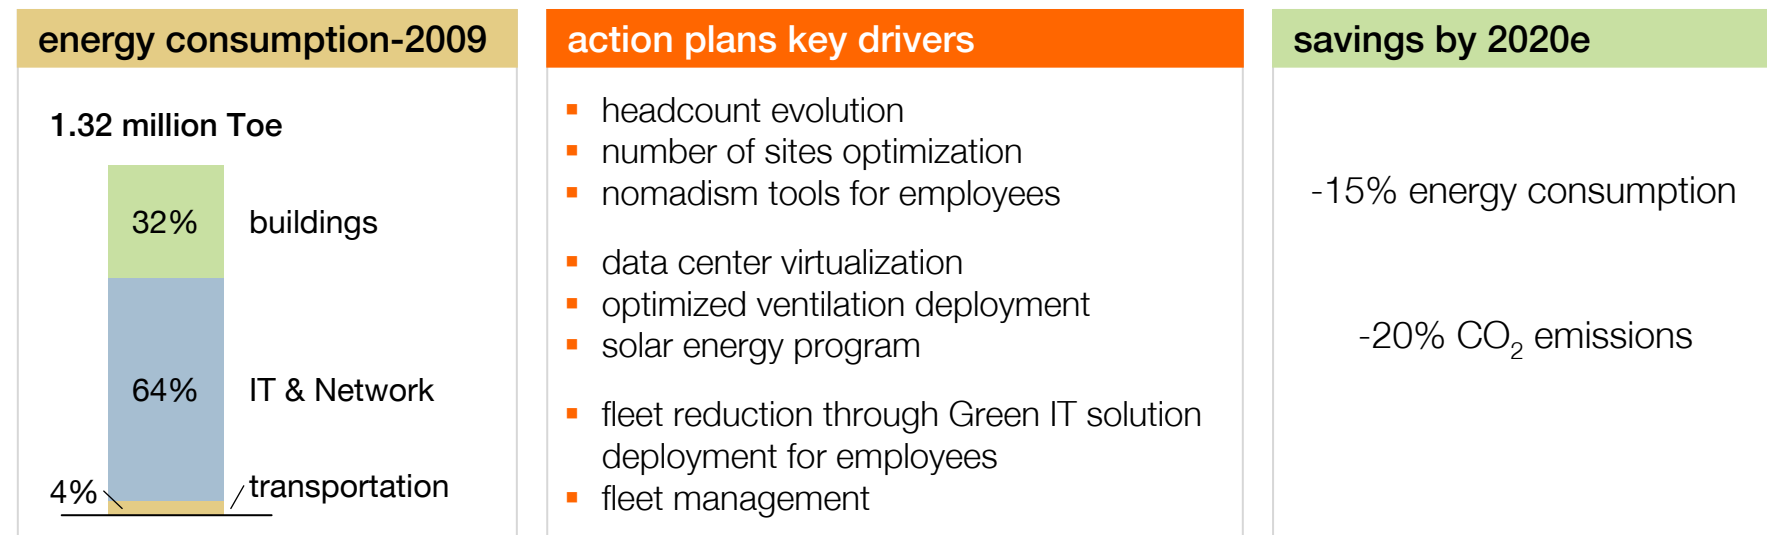 energy consumption-2009
1.32 million Toe
32%
buildings
64%
IT & Network
4%
transportation
action plans key drivers
▪ headcount evolution
▪ number of sites optimization
▪ nomadism tools for employees
▪ data center virtualization
▪ optimized ventilation deployment
▪ solar energy program
▪ fleet reduction through Green IT solution
deployment for employees
▪ fleet management
savings by 2020e
-15% energy consumption
-20% CO₂ emissions